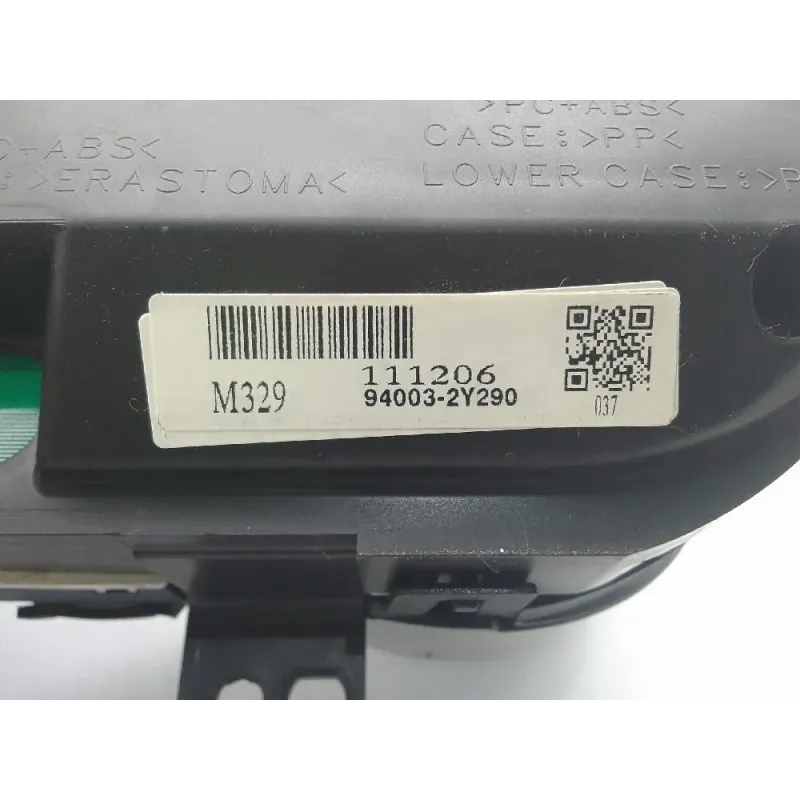 >PC+ABS<
CASE:>PP<
LOWER CASE:>P
C+ABS<
:>ERASTOMA<
111206
M329
94003-2Y290
037